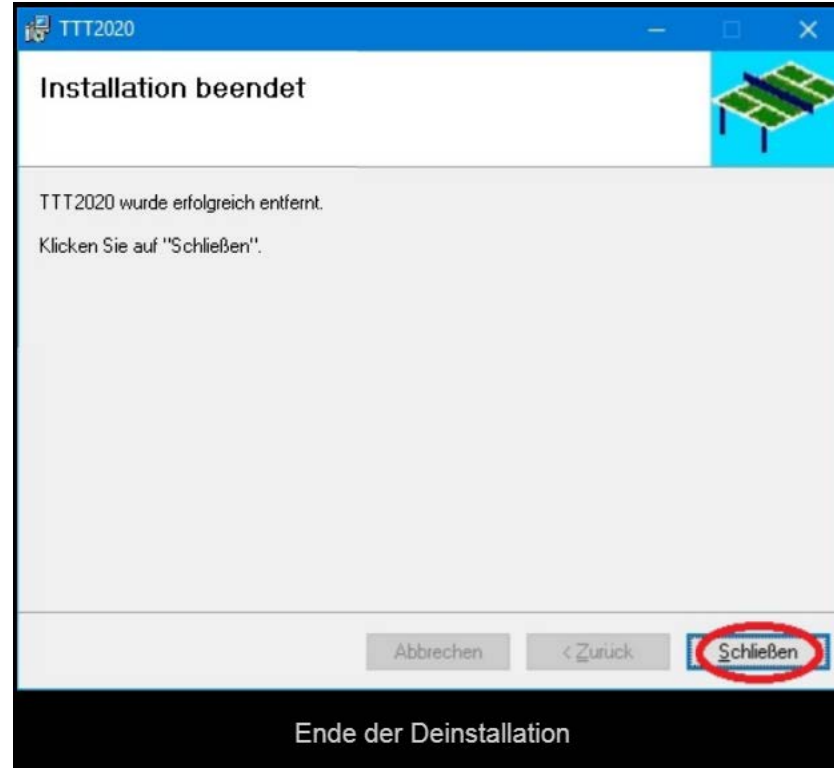 TTT2020
Installation beendet
TTT2020 wurde erfolgreich entfernt.
Klicken Sie auf "Schließen".
Abbrechen
< Zurück
Schließen
Ende der Deinstallation